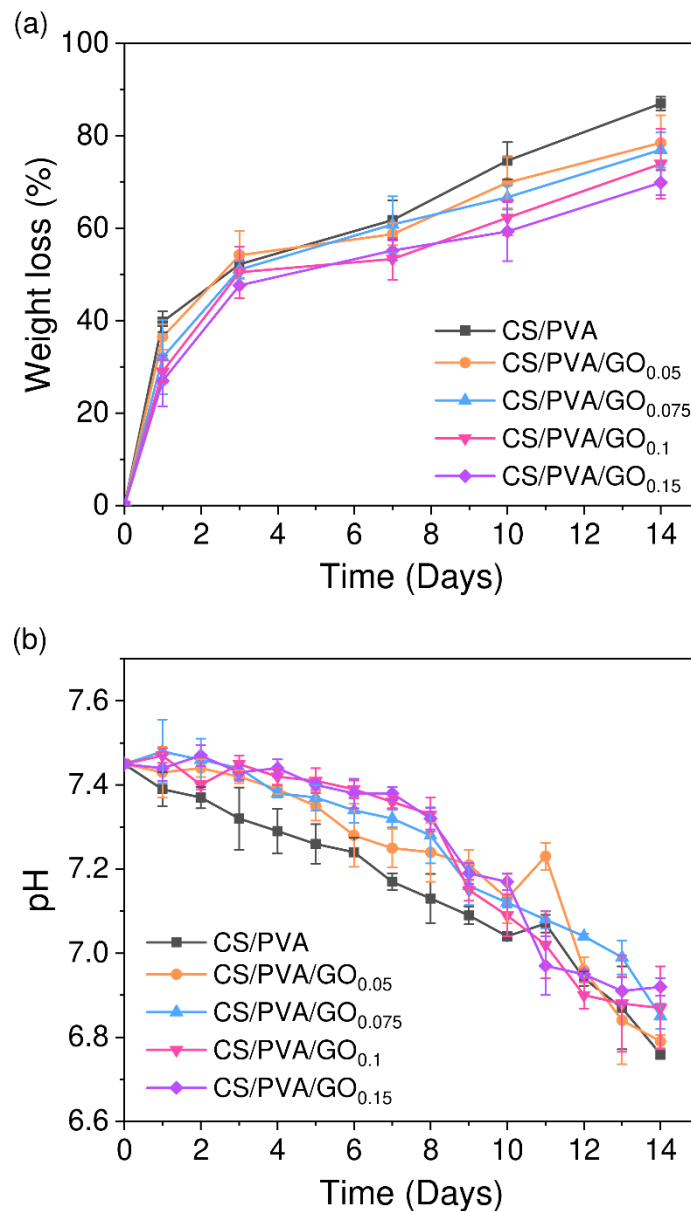 (a)
100
80
60
40
20
0
Weight loss (%)
CS/PVA
CS/PVA/GO0.05
CS/PVA/GO0.075
CS/PVA/GO0.1
CS/PVA/GO0.15
0 2 4 6 8 10 12 14
Time (Days)
(b)
7.6
7.4
7.2
7.0
6.8
6.6
pH
CS/PVA
CS/PVA/GO0.05
CS/PVA/GO0.075
CS/PVA/GO0.1
CS/PVA/GO0.15
0 2 4 6 8 10 12 14
Time (Days)